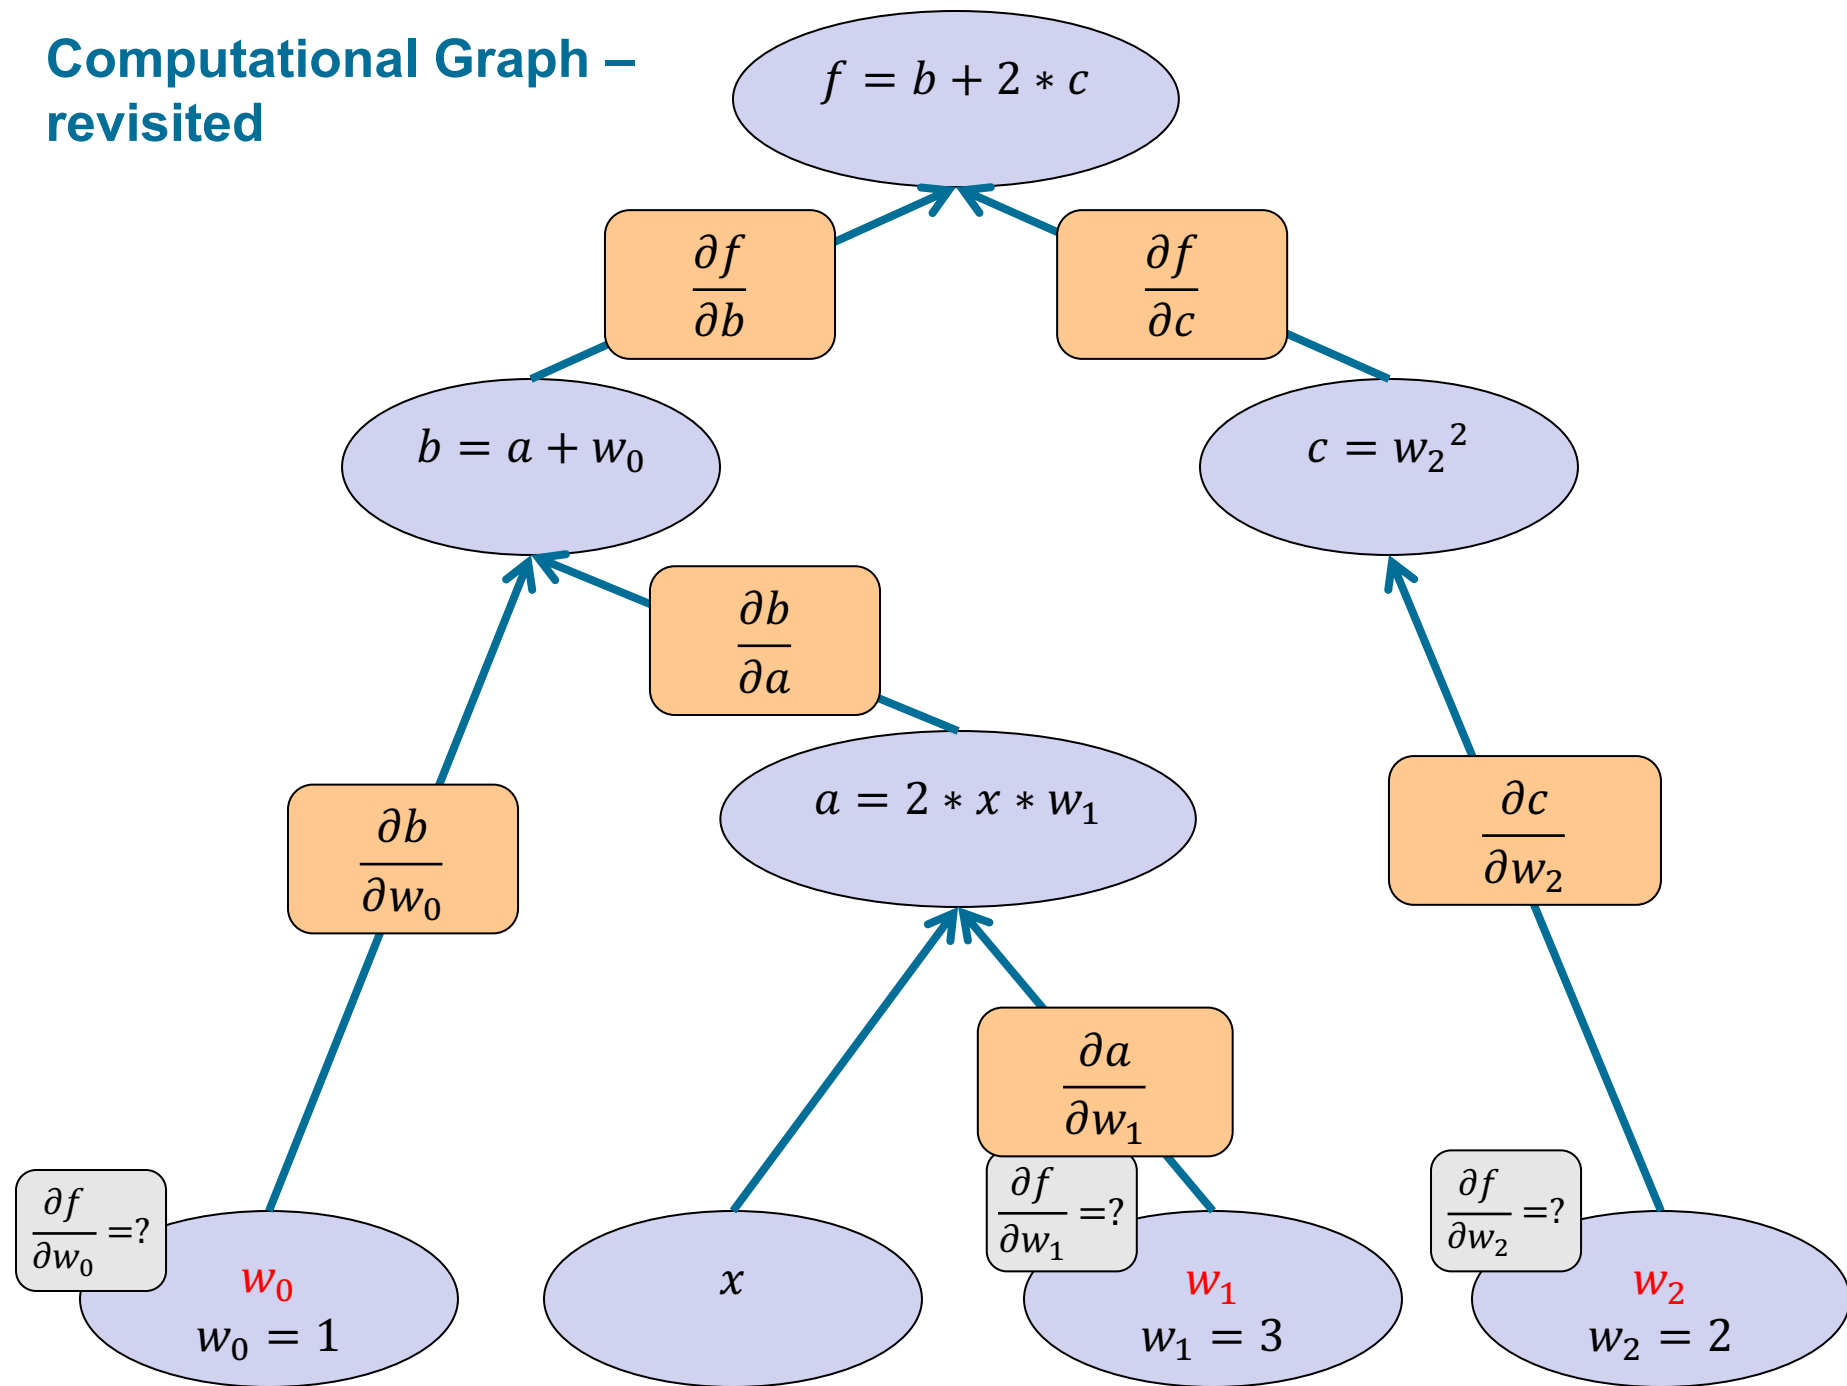 Computational Graph –
revisited
f = b + 2 ∗ c
∂f
∂b
∂f
∂c
b = a + w₀
c = w₂²
∂b
∂a
a = 2 ∗ x ∗ w₁
∂b
∂w₀
∂c
∂w₂
∂a
∂w₁
∂f
∂w₀ =?
∂f
∂w₁ =?
∂f
∂w₂ =?
w₀
w₀ = 1
x
w₁
w₁ = 3
w₂
w₂ = 2